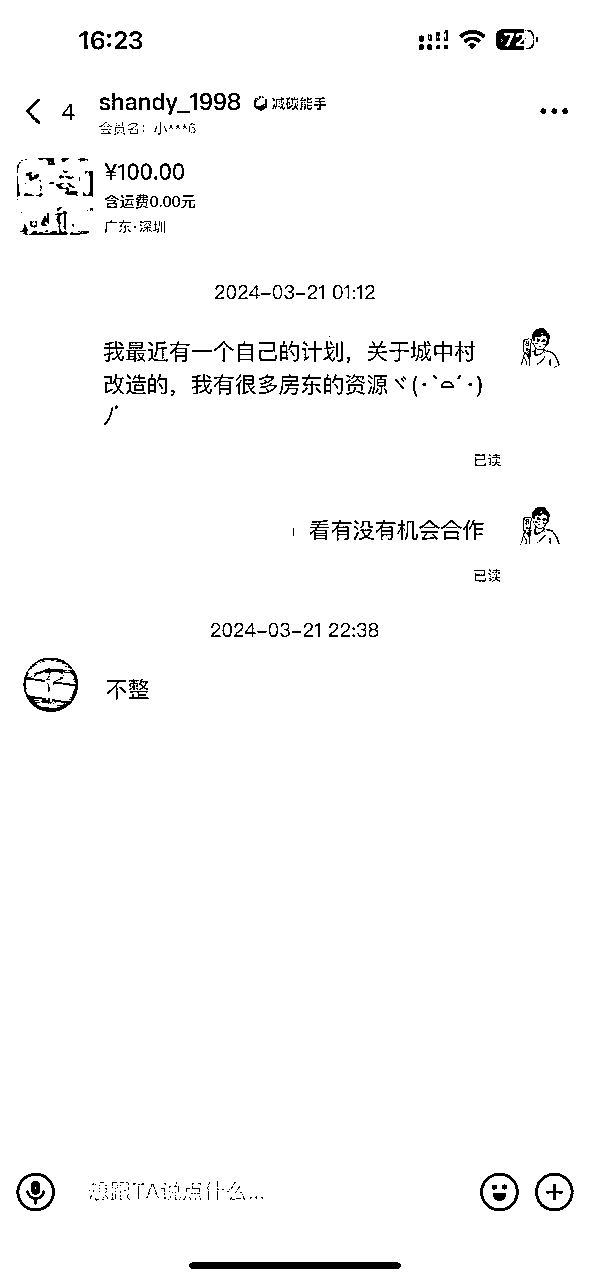 16:23
72
4
shandy_1998 减碳能手
会员名：小***6
¥100.00
含运费0.00元
广东·深圳
2024-03-21 01:12
我最近有一个自己的计划，关于城中村
改造的，我有很多房东的资源ヾ(･`⌓´･)
ﾉﾞ
已读
看有没有机会合作
已读
2024-03-21 22:38
不整
想跟TA说点什么...